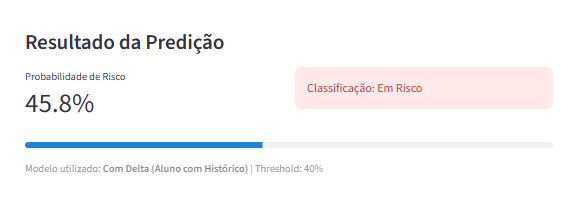 Resultado da Predição
Probabilidade de Risco
45.8%
Classificação: Em Risco
Modelo utilizado: Com Delta (Aluno com Histórico) | Threshold: 40%